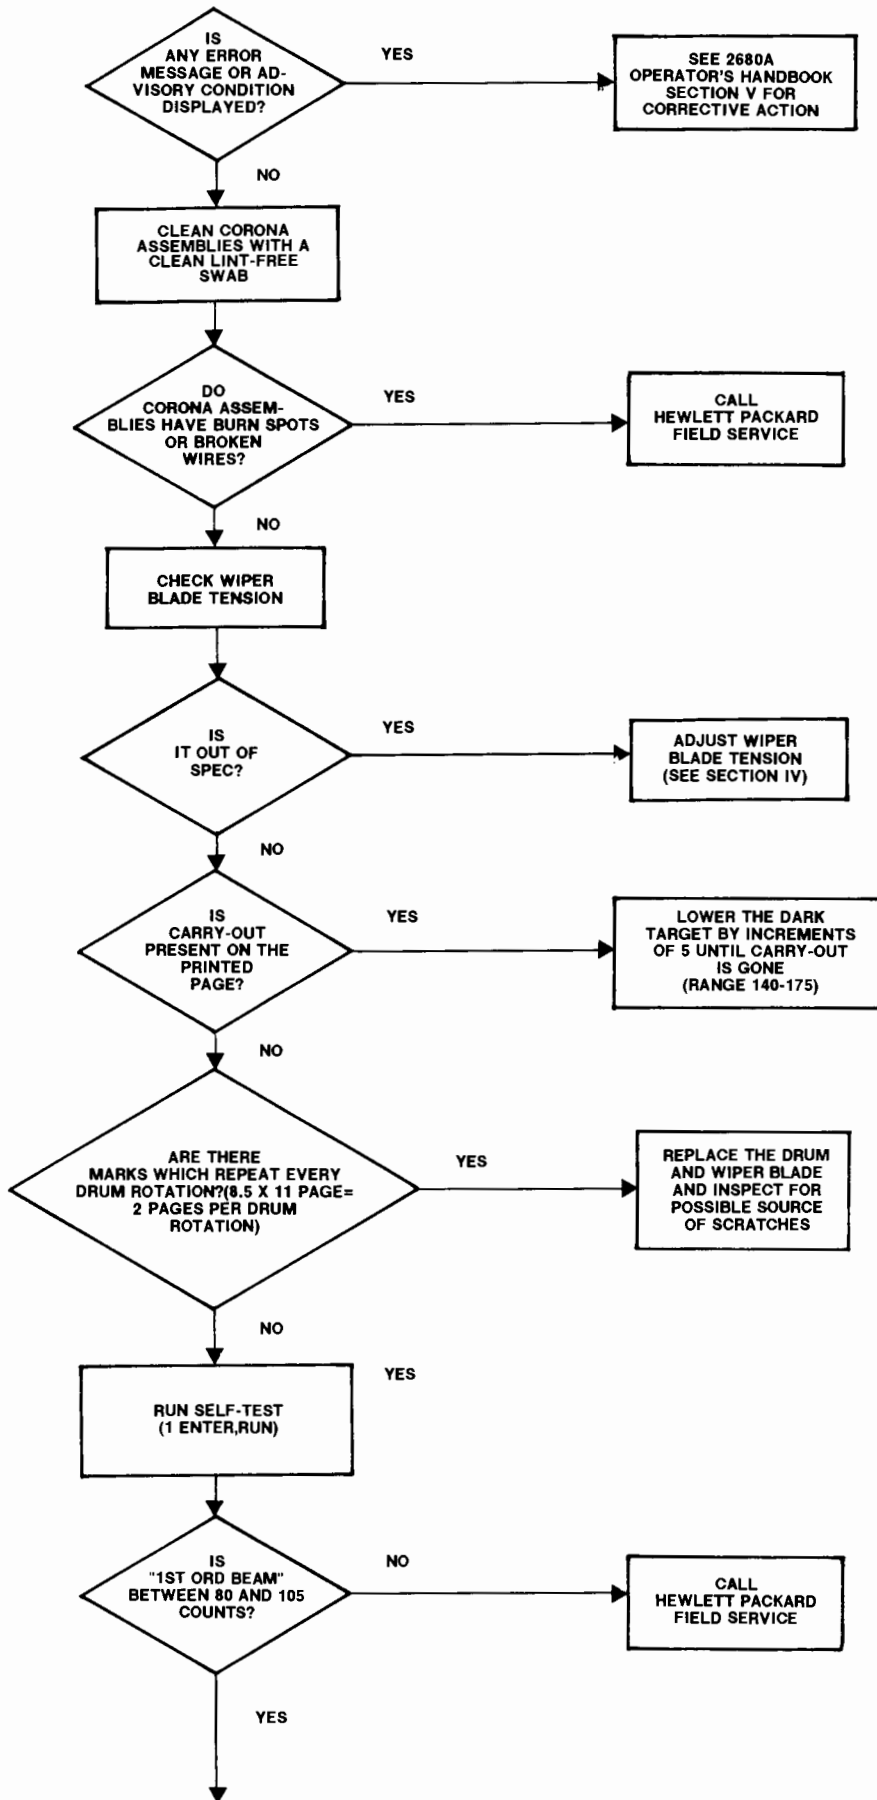 IS
ANY ERROR
MESSAGE OR AD-
VISORY CONDITION
DISPLAYED?
YES
SEE 2680A
OPERATOR'S HANDBOOK
SECTION V FOR
CORRECTIVE ACTION
NO
CLEAN CORONA
ASSEMBLIES WITH A
CLEAN LINT-FREE
SWAB
DO
CORONA ASSEM-
BLIES HAVE BURN SPOTS
OR BROKEN
WIRES?
YES
CALL
HEWLETT PACKARD
FIELD SERVICE
NO
CHECK WIPER
BLADE TENSION
IS
IT OUT OF
SPEC?
YES
ADJUST WIPER
BLADE TENSION
(SEE SECTION IV)
NO
IS
CARRY-OUT
PRESENT ON THE
PRINTED
PAGE?
YES
LOWER THE DARK
TARGET BY INCREMENTS
OF 5 UNTIL CARRY-OUT
IS GONE
(RANGE 140-175)
NO
ARE THERE
MARKS WHICH REPEAT EVERY
DRUM ROTATION?(8.5 X 11 PAGE=
2 PAGES PER DRUM
ROTATION)
YES
REPLACE THE DRUM
AND WIPER BLADE
AND INSPECT FOR
POSSIBLE SOURCE
OF SCRATCHES
NO
YES
RUN SELF-TEST
(1 ENTER,RUN)
IS
"1ST ORD BEAM"
BETWEEN 80 AND 105
COUNTS?
NO
CALL
HEWLETT PACKARD
FIELD SERVICE
YES